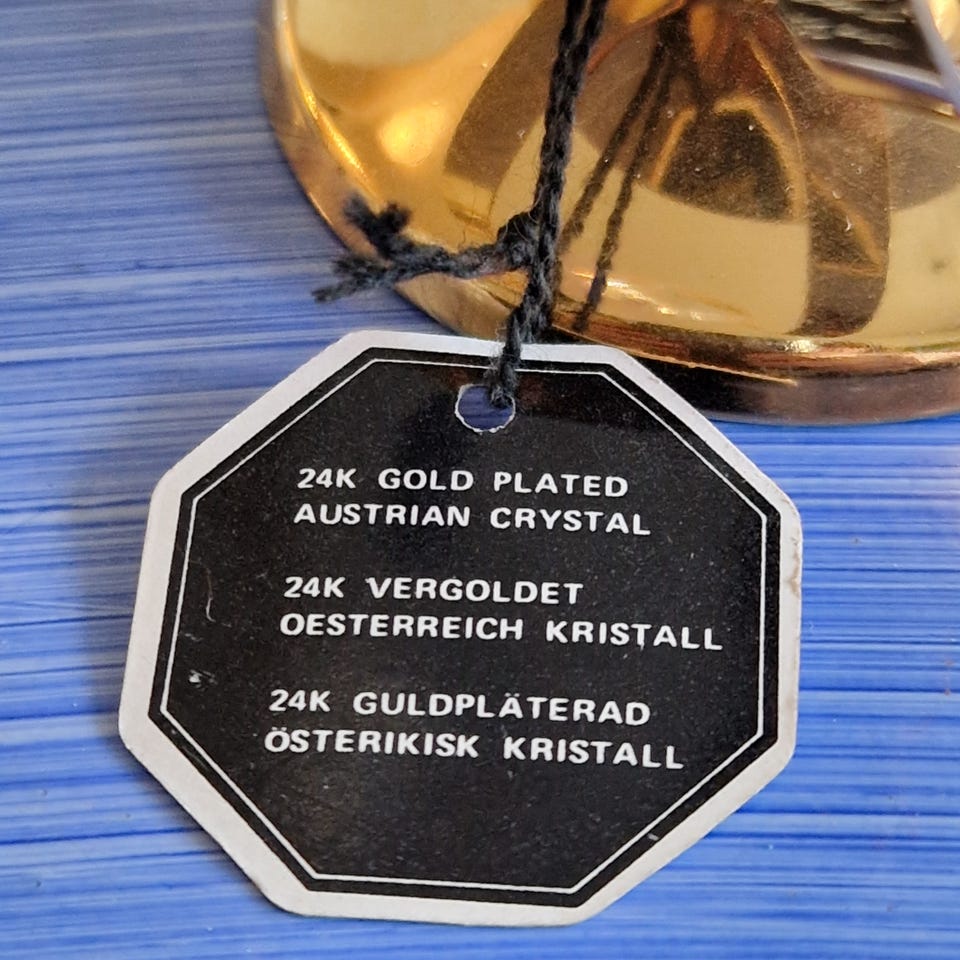 24K GOLD PLATED
AUSTRIAN CRYSTAL
24K VERGOLDET
OESTERREICH KRISTALL
24K GULDPLÄTERAD
ÖSTERIKISK KRISTALL